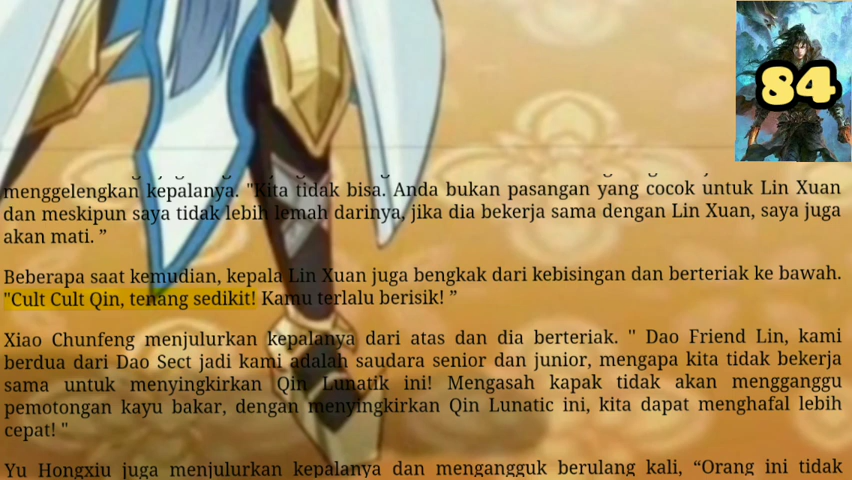 84
menggelengkan kepalanya. "Kita tidak bisa. Anda bukan pasangan yang cocok untuk Lin Xuan
dan meskipun saya tidak lebih lemah darinya, jika dia bekerja sama dengan Lin Xuan, saya juga
akan mati. ”
Beberapa saat kemudian, kepala Lin Xuan juga bengkak dari kebisingan dan berteriak ke bawah.
"Cult Cult Qin, tenang sedikit! Kamu terlalu berisik! ”
Xiao Chunfeng menjulurkan kepalanya dari atas dan dia berteriak. " Dao Friend Lin, kami
berdua dari Dao Sect jadi kami adalah saudara senior dan junior, mengapa kita tidak bekerja
sama untuk menyingkirkan Qin Lunatik ini! Mengasah kapak tidak akan mengganggu
pemotongan kayu bakar, dengan menyingkirkan Qin Lunatic ini, kita dapat menghafal lebih
cepat! "
Yu Hongxiu juga menjulurkan kepalanya dan mengangguk berulang kali, “Orang ini tidak